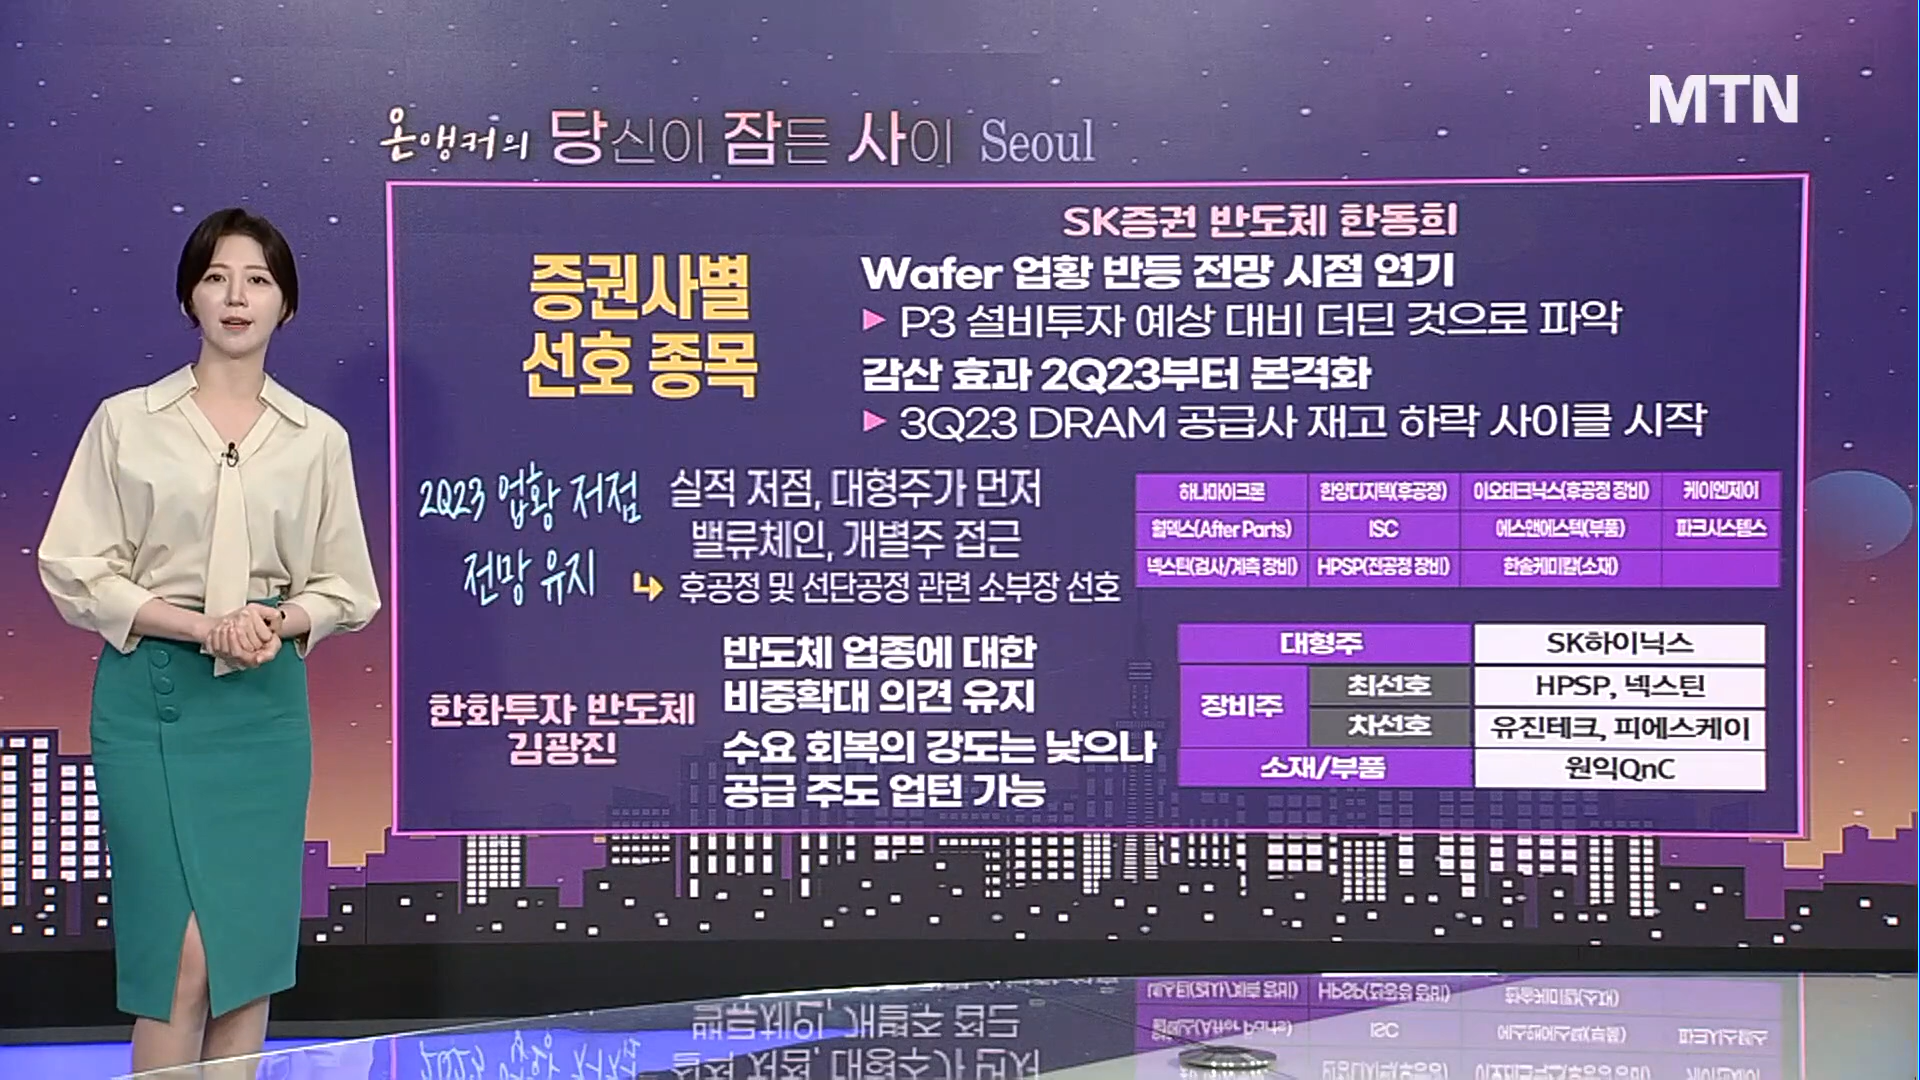 MTN
온앵커의 당신이 잠든 사이 Seoul
증권사별
선호 종목
SK증권 반도체 한동희
Wafer 업황 반등 전망 시점 연기
▶ P3 설비투자 예상 대비 더딘 것으로 파악
감산 효과 2Q23부터 본격화
▶ 3Q23 DRAM 공급사 재고 하락 사이클 시작
2Q23 업황 저점
전망 유지
실적 저점, 대형주가 먼저
밸류체인, 개별주 접근
↳ 후공정 및 선단공정 관련 소부장 선호
하나마이크론 한양디지텍(후공정) 이오테크닉스(후공정 장비) 케이엔제이
월덱스(After Parts) ISC 에스앤에스텍(부품) 파크시스템스
넥스틴(검사/계측 장비) HPSP(전공정 장비) 한솔케미칼(소재)
한화투자 반도체
김광진
반도체 업종에 대한
비중확대 의견 유지
수요 회복의 강도는 낮으나
공급 주도 업턴 가능
대형주 SK하이닉스
장비주 최선호 HPSP, 넥스틴
차선호 유진테크, 피에스케이
소재/부품 원익QnC